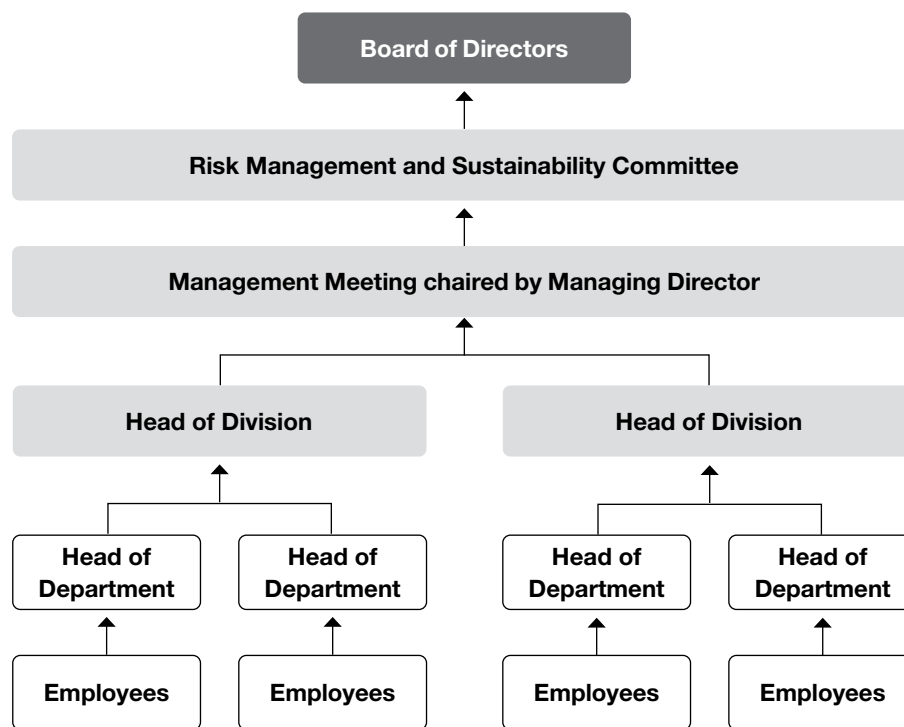 Board of Directors
Risk Management and Sustainability Committee
Management Meeting chaired by Managing Director
Head of Division
Head of Division
Head of
Department
Head of
Department
Head of
Department
Head of
Department
Employees
Employees
Employees
Employees